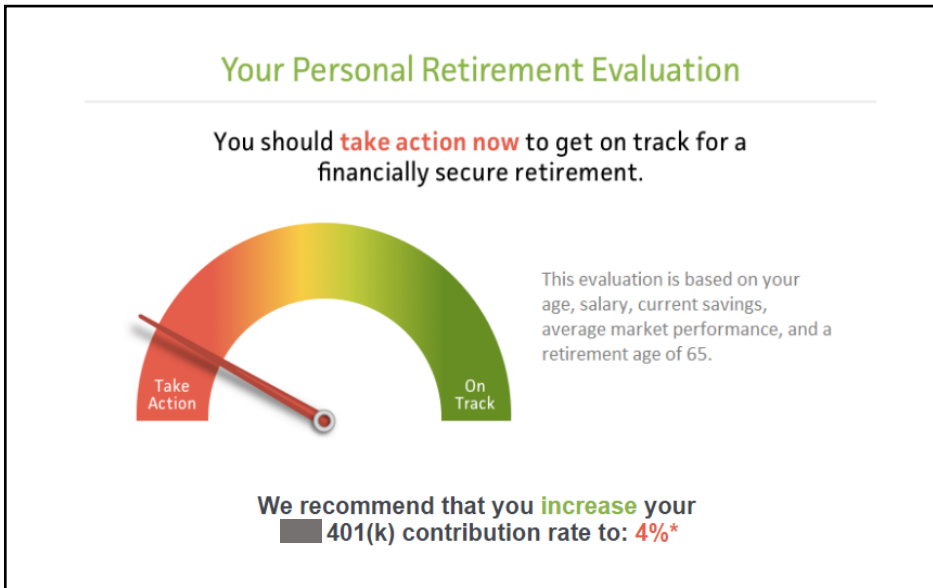 Your Personal Retirement Evaluation
You should take action now to get on track for a
financially secure retirement.
This evaluation is based on your
age, salary, current savings,
average market performance, and a
retirement age of 65.
Take
Action
On
Track
We recommend that you increase your
401(k) contribution rate to: 4%*